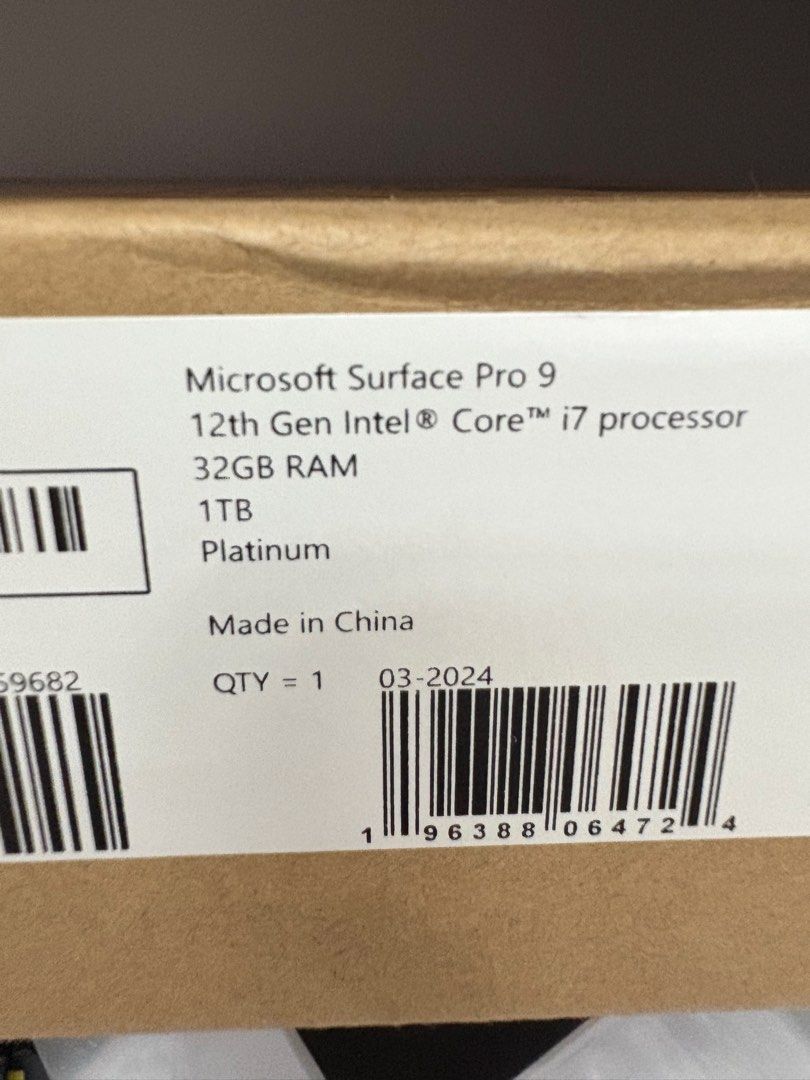 Microsoft Surface Pro 9
12th Gen Intel® Core™ i7 processor
32GB RAM
1TB
Platinum
Made in China
59682
QTY = 1 03-2024
1 96388 06472 4